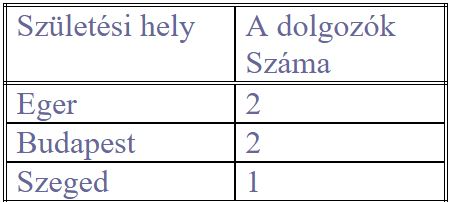 Születési hely A dolgozók
Száma
Eger 2
Budapest 2
Szeged 1